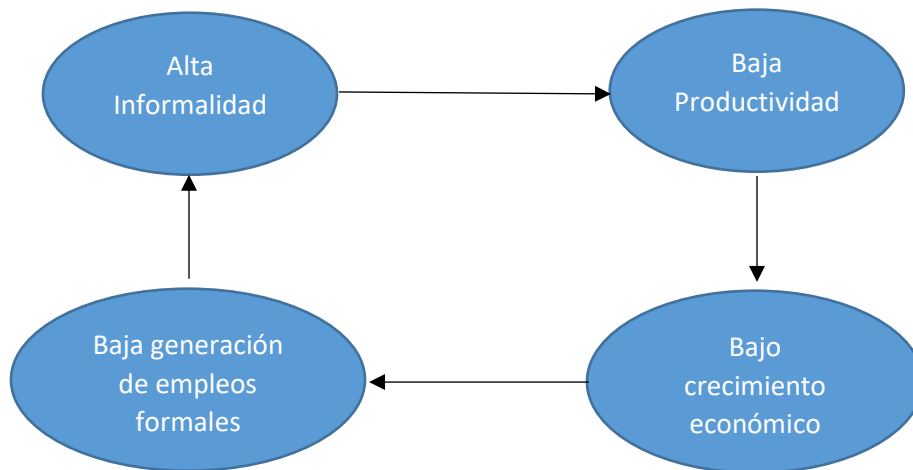 Alta
Informalidad
Baja
Productividad
Baja generación
de empleos
formales
Bajo
crecimiento
económico